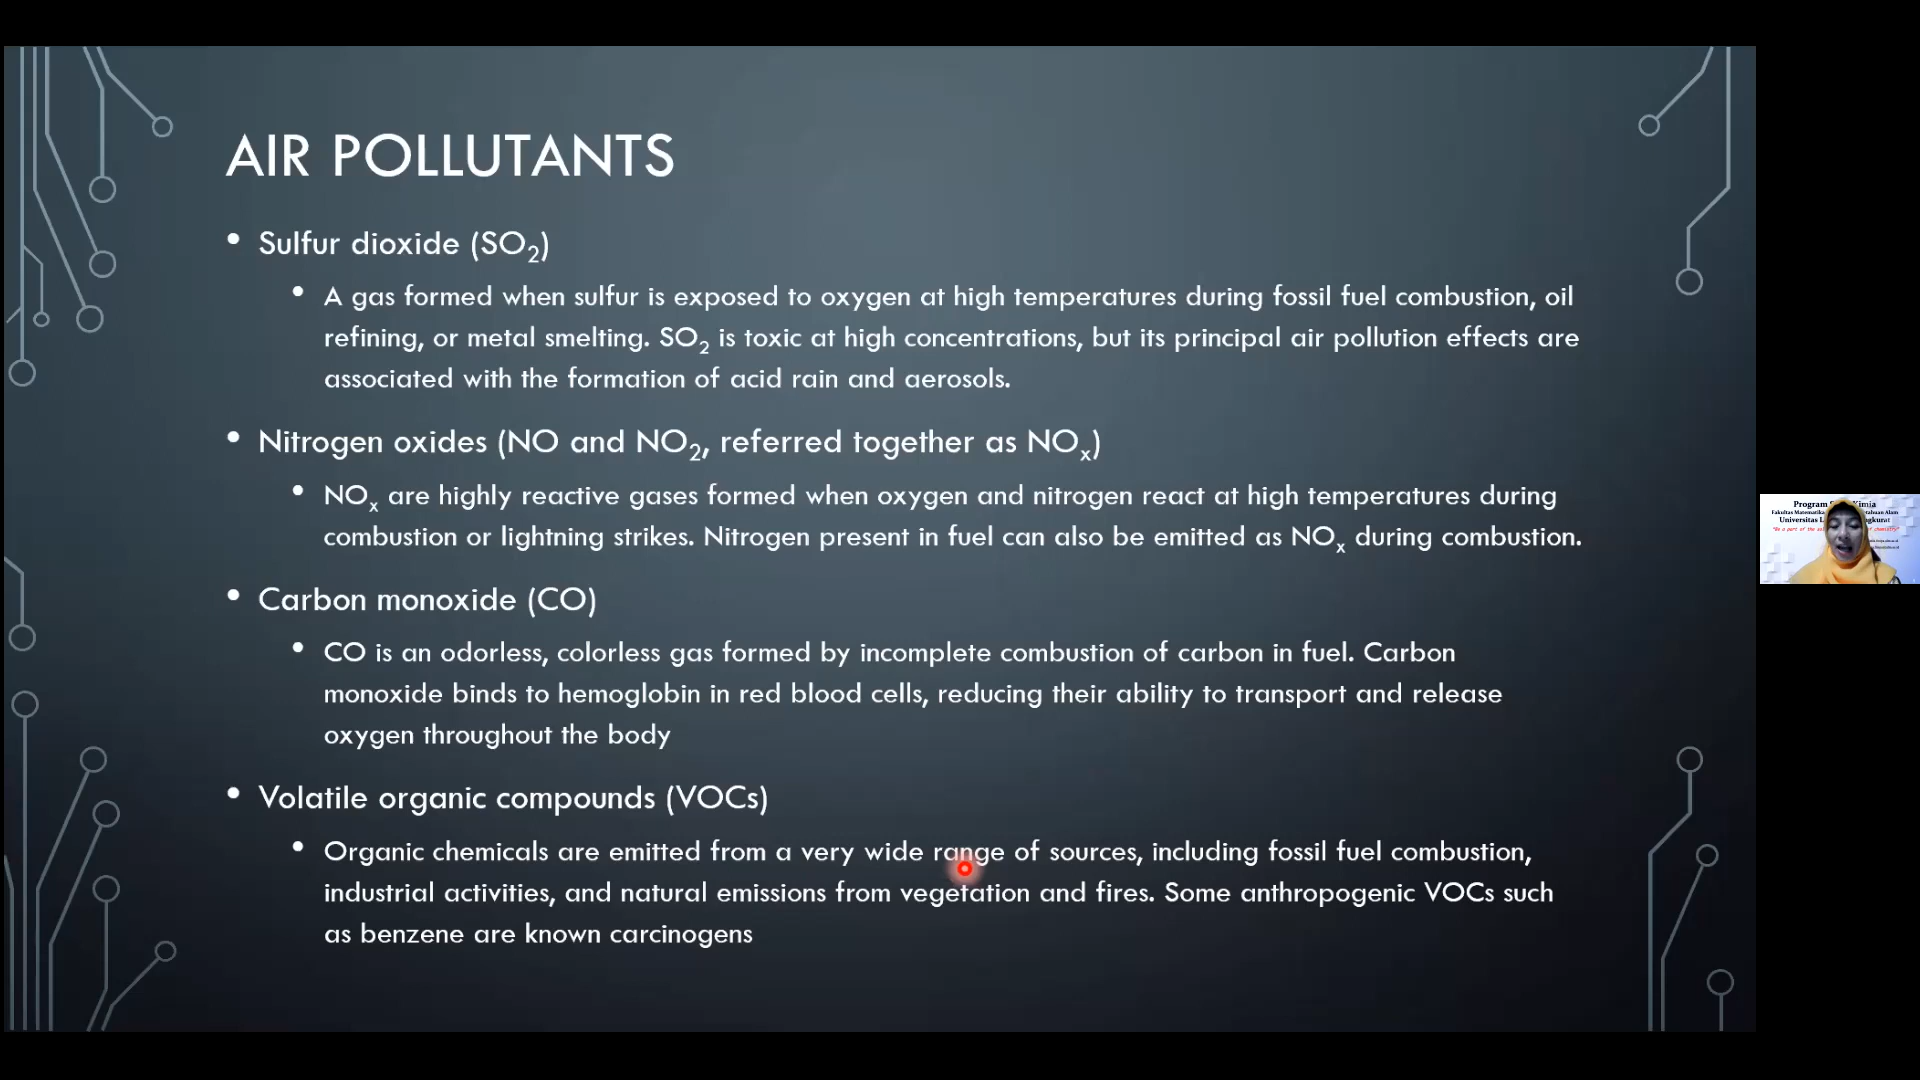 AIR POLLUTANTS
• Sulfur dioxide (SO₂)
• A gas formed when sulfur is exposed to oxygen at high temperatures during fossil fuel combustion, oil
refining, or metal smelting. SO₂ is toxic at high concentrations, but its principal air pollution effects are
associated with the formation of acid rain and aerosols.
• Nitrogen oxides (NO and NO₂, referred together as NOₓ)
• NOₓ are highly reactive gases formed when oxygen and nitrogen react at high temperatures during
combustion or lightning strikes. Nitrogen present in fuel can also be emitted as NOₓ during combustion.
• Carbon monoxide (CO)
• CO is an odorless, colorless gas formed by incomplete combustion of carbon in fuel. Carbon
monoxide binds to hemoglobin in red blood cells, reducing their ability to transport and release
oxygen throughout the body
• Volatile organic compounds (VOCs)
• Organic chemicals are emitted from a very wide range of sources, including fossil fuel combustion,
industrial activities, and natural emissions from vegetation and fires. Some anthropogenic VOCs such
as benzene are known carcinogens
Program
Fakultas Matematika
Alam
Universitas